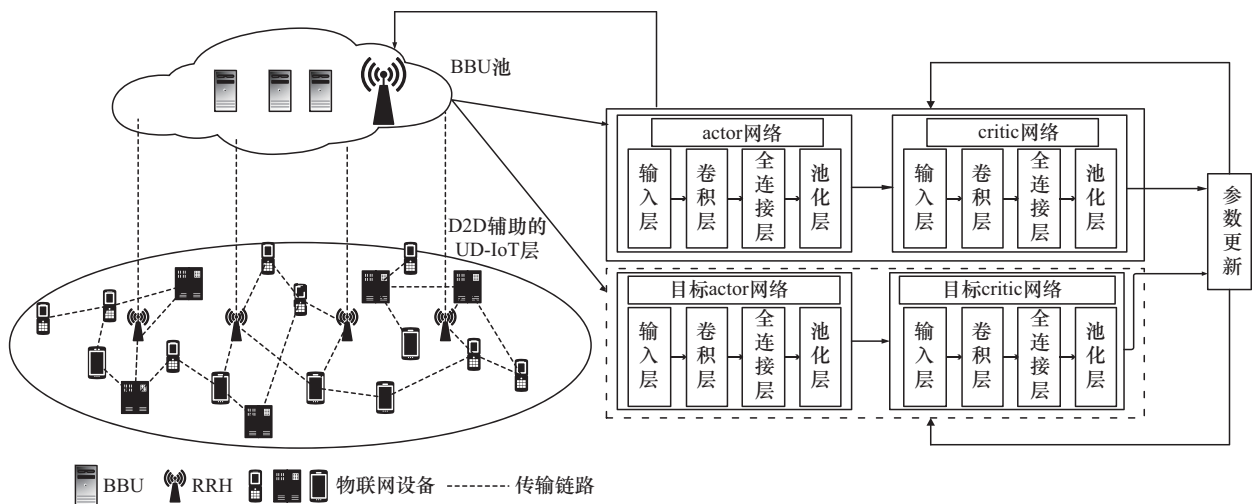 BBU池
D2D辅助的
UD-IoT层
actor网络
输入层
卷积层
全连接层
池化层
critic网络
输入层
卷积层
全连接层
池化层
目标actor网络
输入层
卷积层
全连接层
池化层
目标critic网络
输入层
卷积层
全连接层
池化层
参数更新
BBU
RRH
物联网设备
传输链路